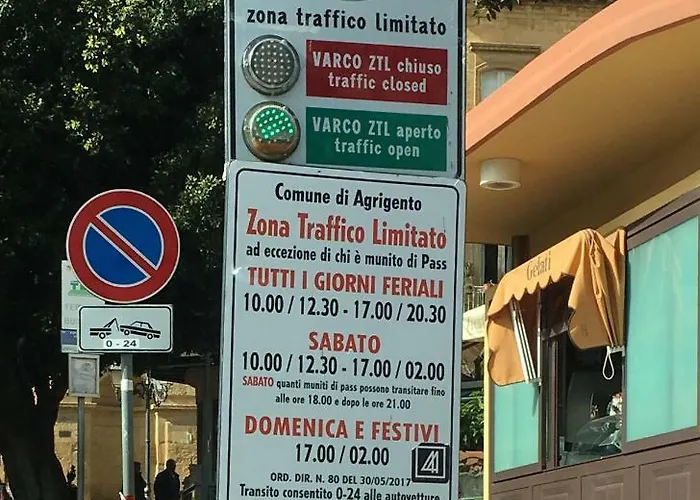 zona traffico limitato
VARCO ZTL chiuso
traffic closed
VARCO ZTL aperto
traffic open
Comune di Agrigento
Zona Traffico Limitato
ad eccezione di chi è munito di Pass
TUTTI I GIORNI FERIALI
10.00 / 12.30 - 17.00 / 20.30
SABATO
10.00 / 12.30 - 17.00 / 02.00
SABATO quanti muniti di pass possono transitare fino
alle ore 18.00 e dopo le ore 21.00
DOMENICA E FESTIVI
17.00 / 02.00
ORD. DIR. N. 80 DEL 30/05/2017
Transito consentito 0-24 alle autovetture
0 - 24
Gelati